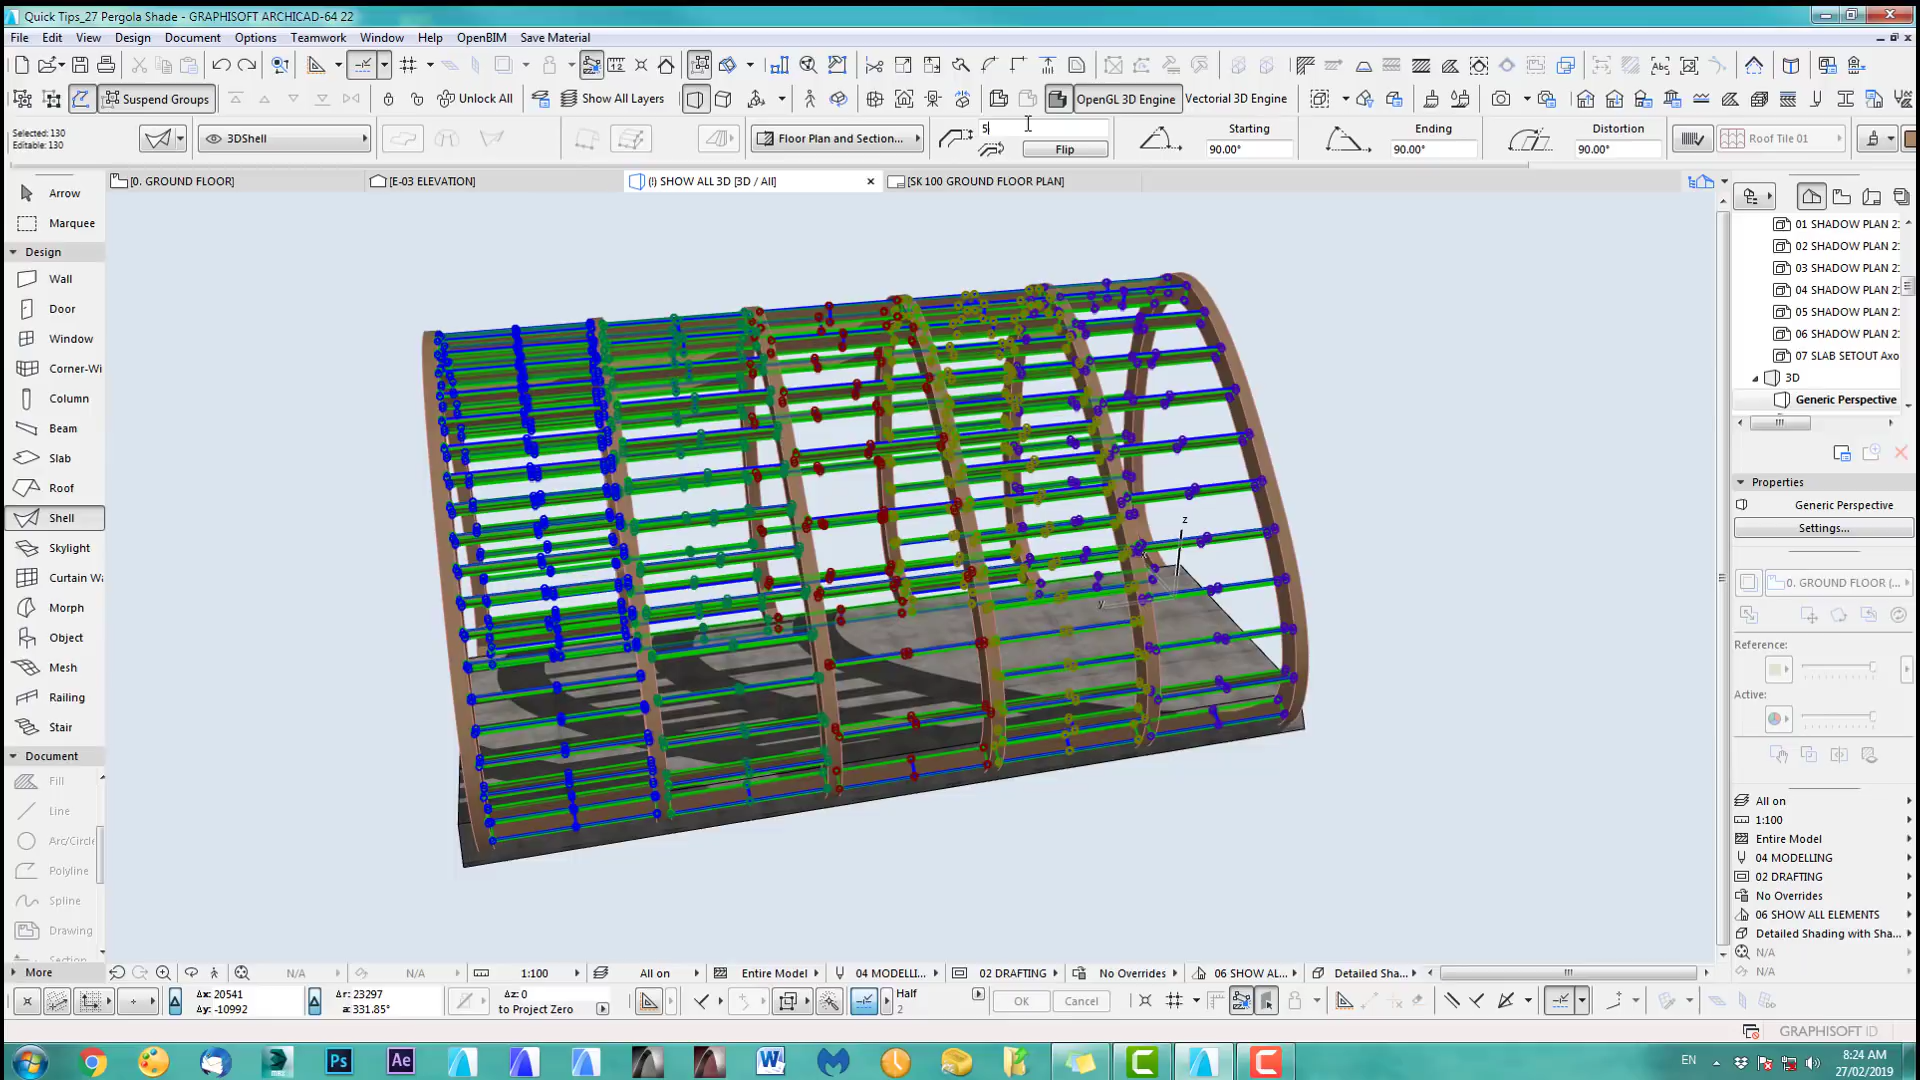 Quick Tips_27 Pergola Shade - GRAPHISOFT ARCHICAD-64 22
File Edit View Design Document Options Teamwork Window Help OpenBIM Save Material
Suspend Groups
Unlock All
Show All Layers
OpenGL 3D Engine
Vectorial 3D Engine
Selected: 130
Editable: 130
3DShell
Floor Plan and Section...
5
Flip
Starting
90.00°
Ending
90.00°
Distortion
90.00°
Roof Tile 01
[0. GROUND FLOOR]
[E-03 ELEVATION]
(!) SHOW ALL 3D [3D / All]
[SK 100 GROUND FLOOR PLAN]
Arrow
Marquee
Design
Wall
Door
Window
Corner-Wi
Column
Beam
Slab
Roof
Shell
Skylight
Curtain Wa
Morph
Object
Mesh
Railing
Stair
Document
Fill
Line
Arc/Circle
Polyline
Spline
Drawing
Section
More
z
y
01 SHADOW PLAN 2
02 SHADOW PLAN 2
03 SHADOW PLAN 2
04 SHADOW PLAN 2
05 SHADOW PLAN 2
06 SHADOW PLAN 2
07 SLAB SETOUT Axo
3D
Generic Perspective
Properties
Generic Perspective
Settings...
0. GROUND FLOOR (...
Reference:
Active:
All on
1:100
Entire Model
04 MODELLING
02 DRAFTING
No Overrides
06 SHOW ALL ELEMENTS
Detailed Shading with Sha...
N/A
N/A
N/A N/A 1:100 All on Entire Model 04 MODELLI... 02 DRAFTING No Overrides 06 SHOW AL... Detailed Sha...
Δx: 20541
Δy: -10992
Δr: 23297
a: 331.85°
Δz: 0
to Project Zero
Half
2
OK
Cancel
GRAPHISOFT ID
Ps
Ae
W
EN
8:24 AM
27/02/2019